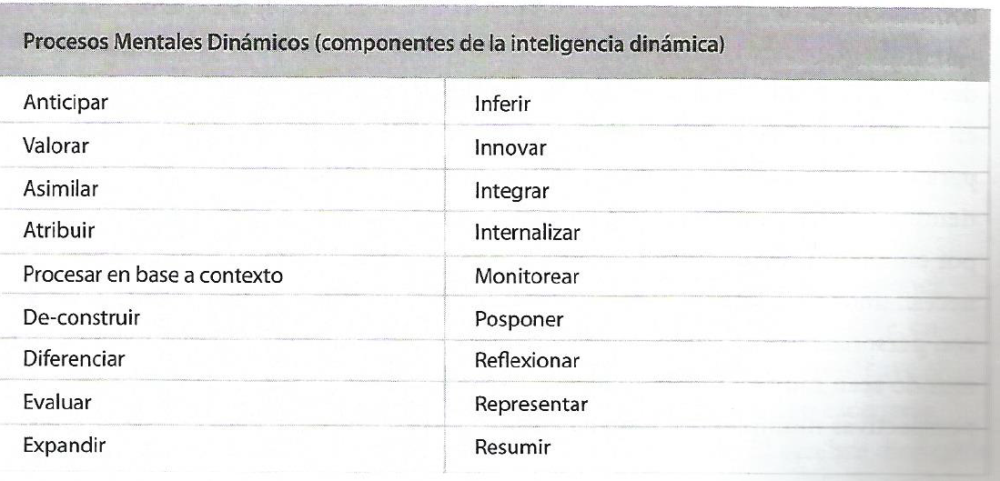 Procesos Mentales Dinámicos (componentes de la inteligencia dinámica)
Anticipar Inferir
Valorar Innovar
Asimilar Integrar
Atribuir Internalizar
Procesar en base a contexto Monitorear
De-construir Posponer
Diferenciar Reflexionar
Evaluar Representar
Expandir Resumir